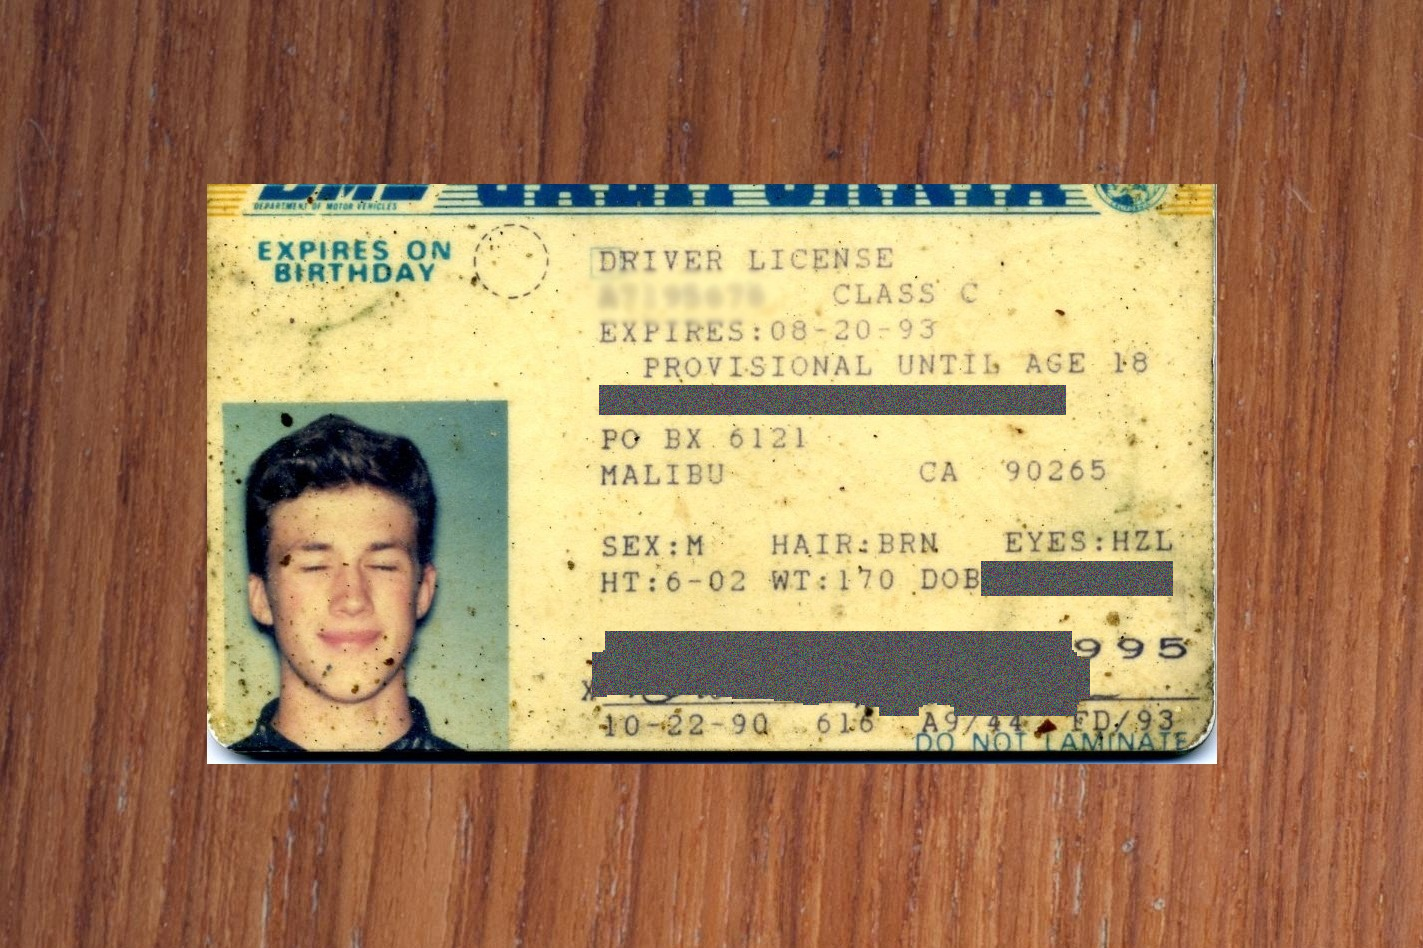 DMV CALIFORNIA
DEPARTMENT OF MOTOR VEHICLES
EXPIRES ON
BIRTHDAY
DRIVER LICENSE
CLASS C
EXPIRES:08-20-93
PROVISIONAL UNTIL AGE 18
PO BX 6121
MALIBU CA 90265
SEX:M HAIR:BRN EYES:HZL
HT:6-02 WT:170 DOB
995
X
10-22-90 616 A9/44 FD/93
DO NOT LAMINATE